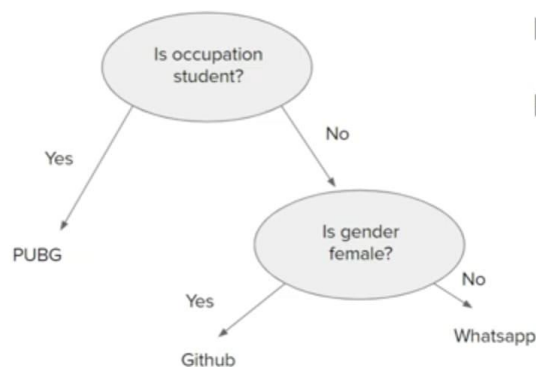 Is occupation
student?
Yes
No
PUBG
Is gender
female?
Yes
No
Github
Whatsapp